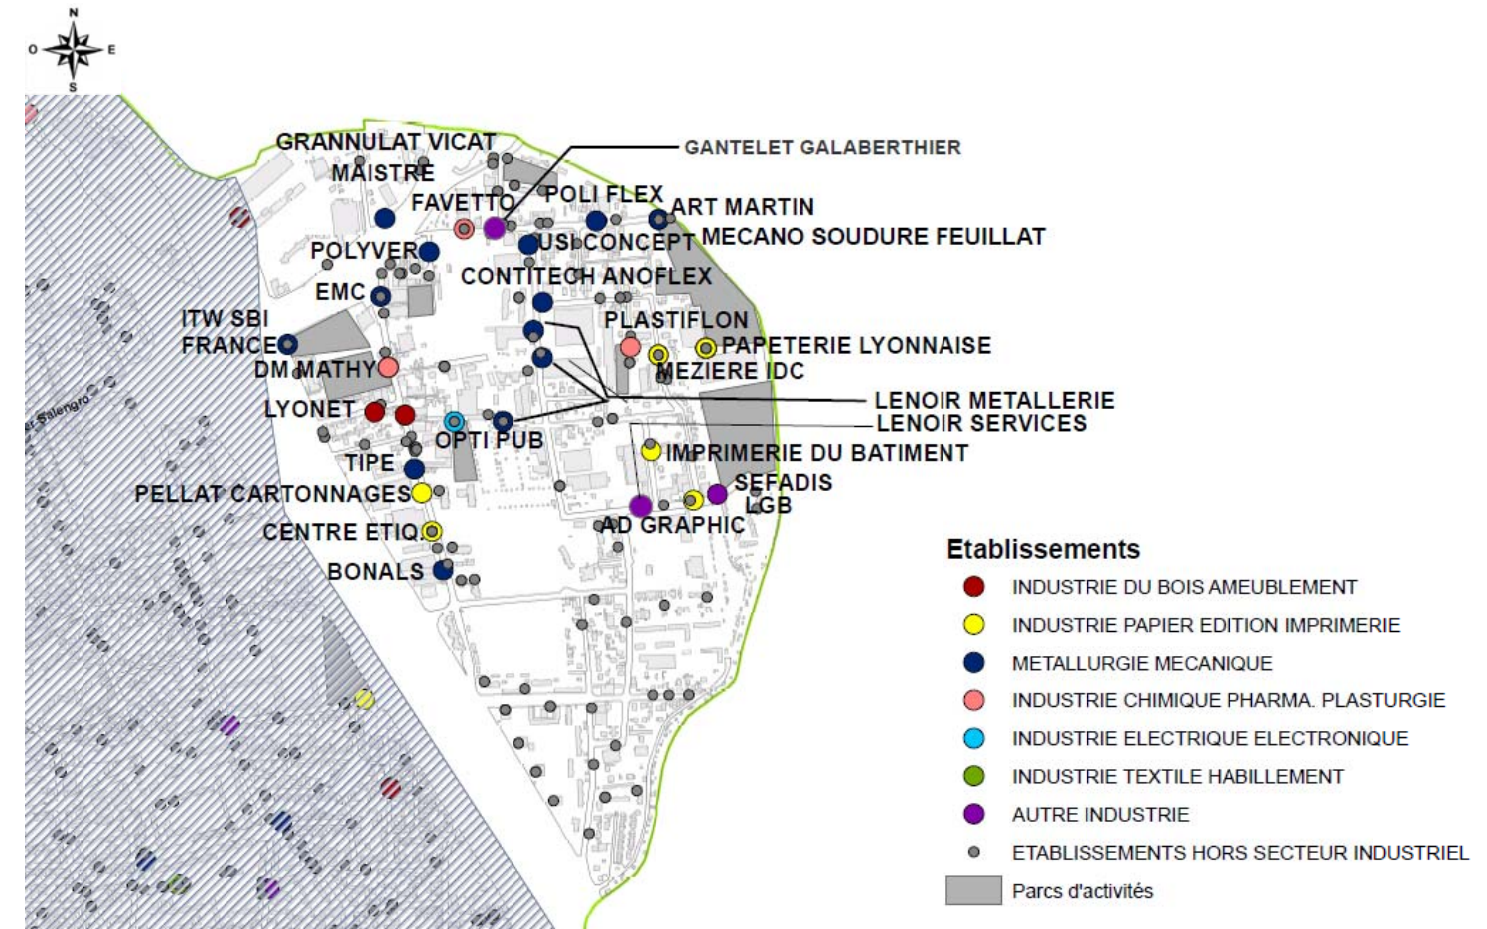 N
O
E
S
GRANNULAT VICAT
GANTELET GALABERTHIER
MAISTRE
FAVETTO
POLI FLEX
ART MARTIN
POLYVER
USI CONCEPT
MECANO SOUDURE FEUILLAT
EMC
CONTITECH ANOFLEX
ITW SBI
FRANCE
PLASTIFLON
PAPETERIE LYONNAISE
DM MATHY
MEZIERE IDC
LYONET
LENOIR METALLERIE
LENOIR SERVICES
OPTI PUB
TIPE
IMPRIMERIE DU BATIMENT
PELLAT CARTONNAGES
SEFADIS
LGB
CENTRE ETIQ.
AD GRAPHIC
BONALS
Salengro
Etablissements
INDUSTRIE DU BOIS AMEUBLEMENT
INDUSTRIE PAPIER EDITION IMPRIMERIE
METALLURGIE MECANIQUE
INDUSTRIE CHIMIQUE PHARMA. PLASTURGIE
INDUSTRIE ELECTRIQUE ELECTRONIQUE
INDUSTRIE TEXTILE HABILLEMENT
AUTRE INDUSTRIE
ETABLISSEMENTS HORS SECTEUR INDUSTRIEL
Parcs d'activités